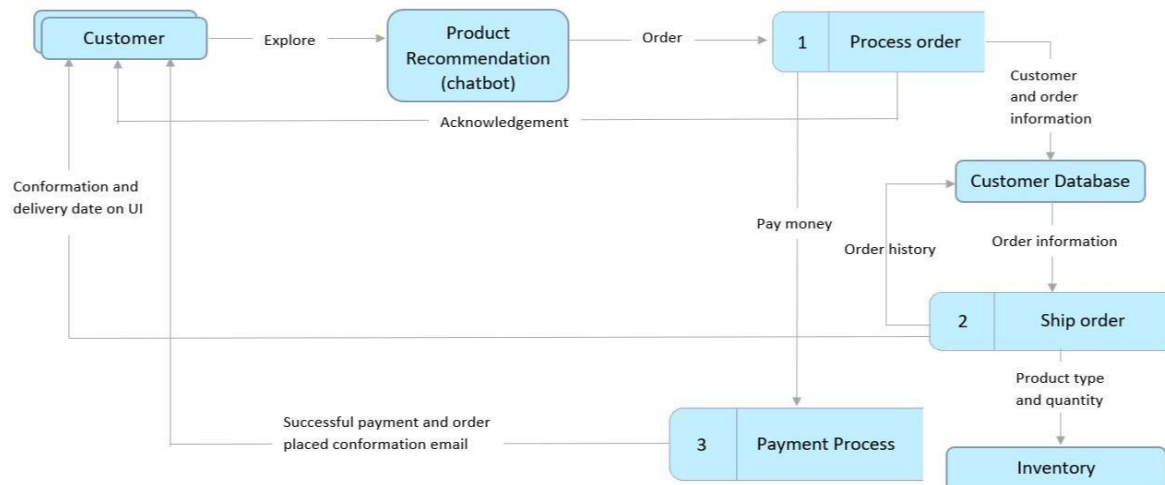 Customer
Explore
Product
Recommendation
(chatbot)
Order
1
Process order
Customer
and order
information
Acknowledgement
Conformation and
delivery date on UI
Customer Database
Pay money
Order history
Order information
2
Ship order
Product type
and quantity
Successful payment and order
placed conformation email
3
Payment Process
Inventory